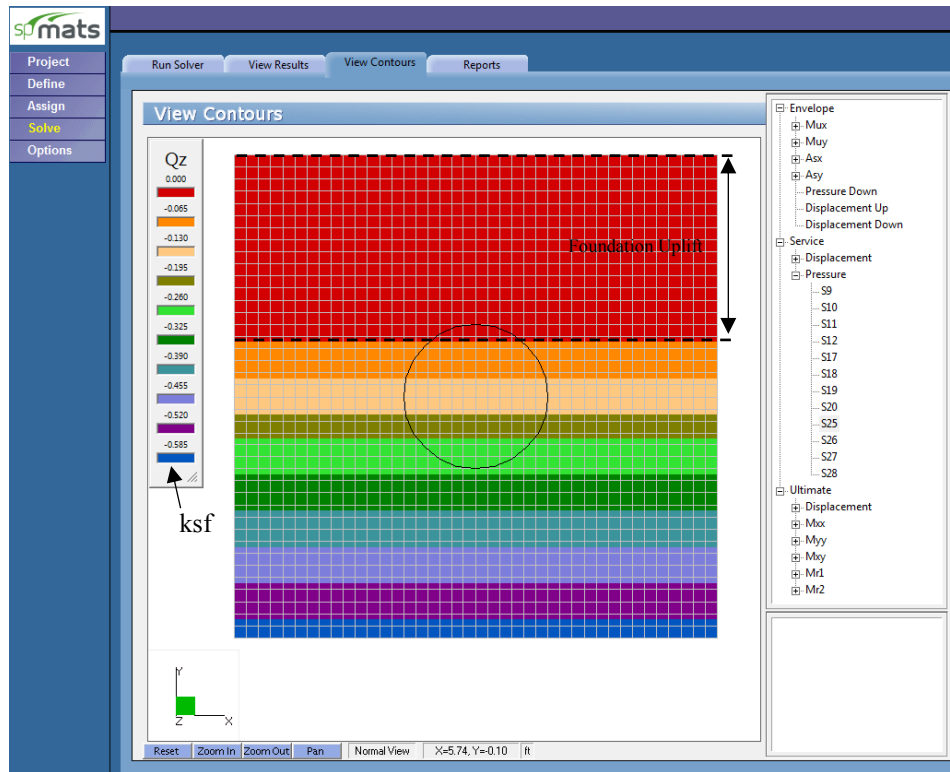 spmats
Project
Define
Assign
Solve
Options
Run Solver
View Results
View Contours
Reports
View Contours
Qz
0.000
-0.065
-0.130
-0.195
-0.260
-0.325
-0.390
-0.455
-0.520
-0.585
ksf
Foundation Uplift
Y
Z
X
Reset
Zoom In
Zoom Out
Pan
Normal View
X=5.74, Y=-0.10
ft
Envelope
Mux
Muy
Asx
Asy
Pressure Down
Displacement Up
Displacement Down
Service
Displacement
Pressure
S9
S10
S11
S12
S17
S18
S19
S20
S25
S26
S27
S28
Ultimate
Displacement
Mxx
Myy
Mxy
Mr1
Mr2